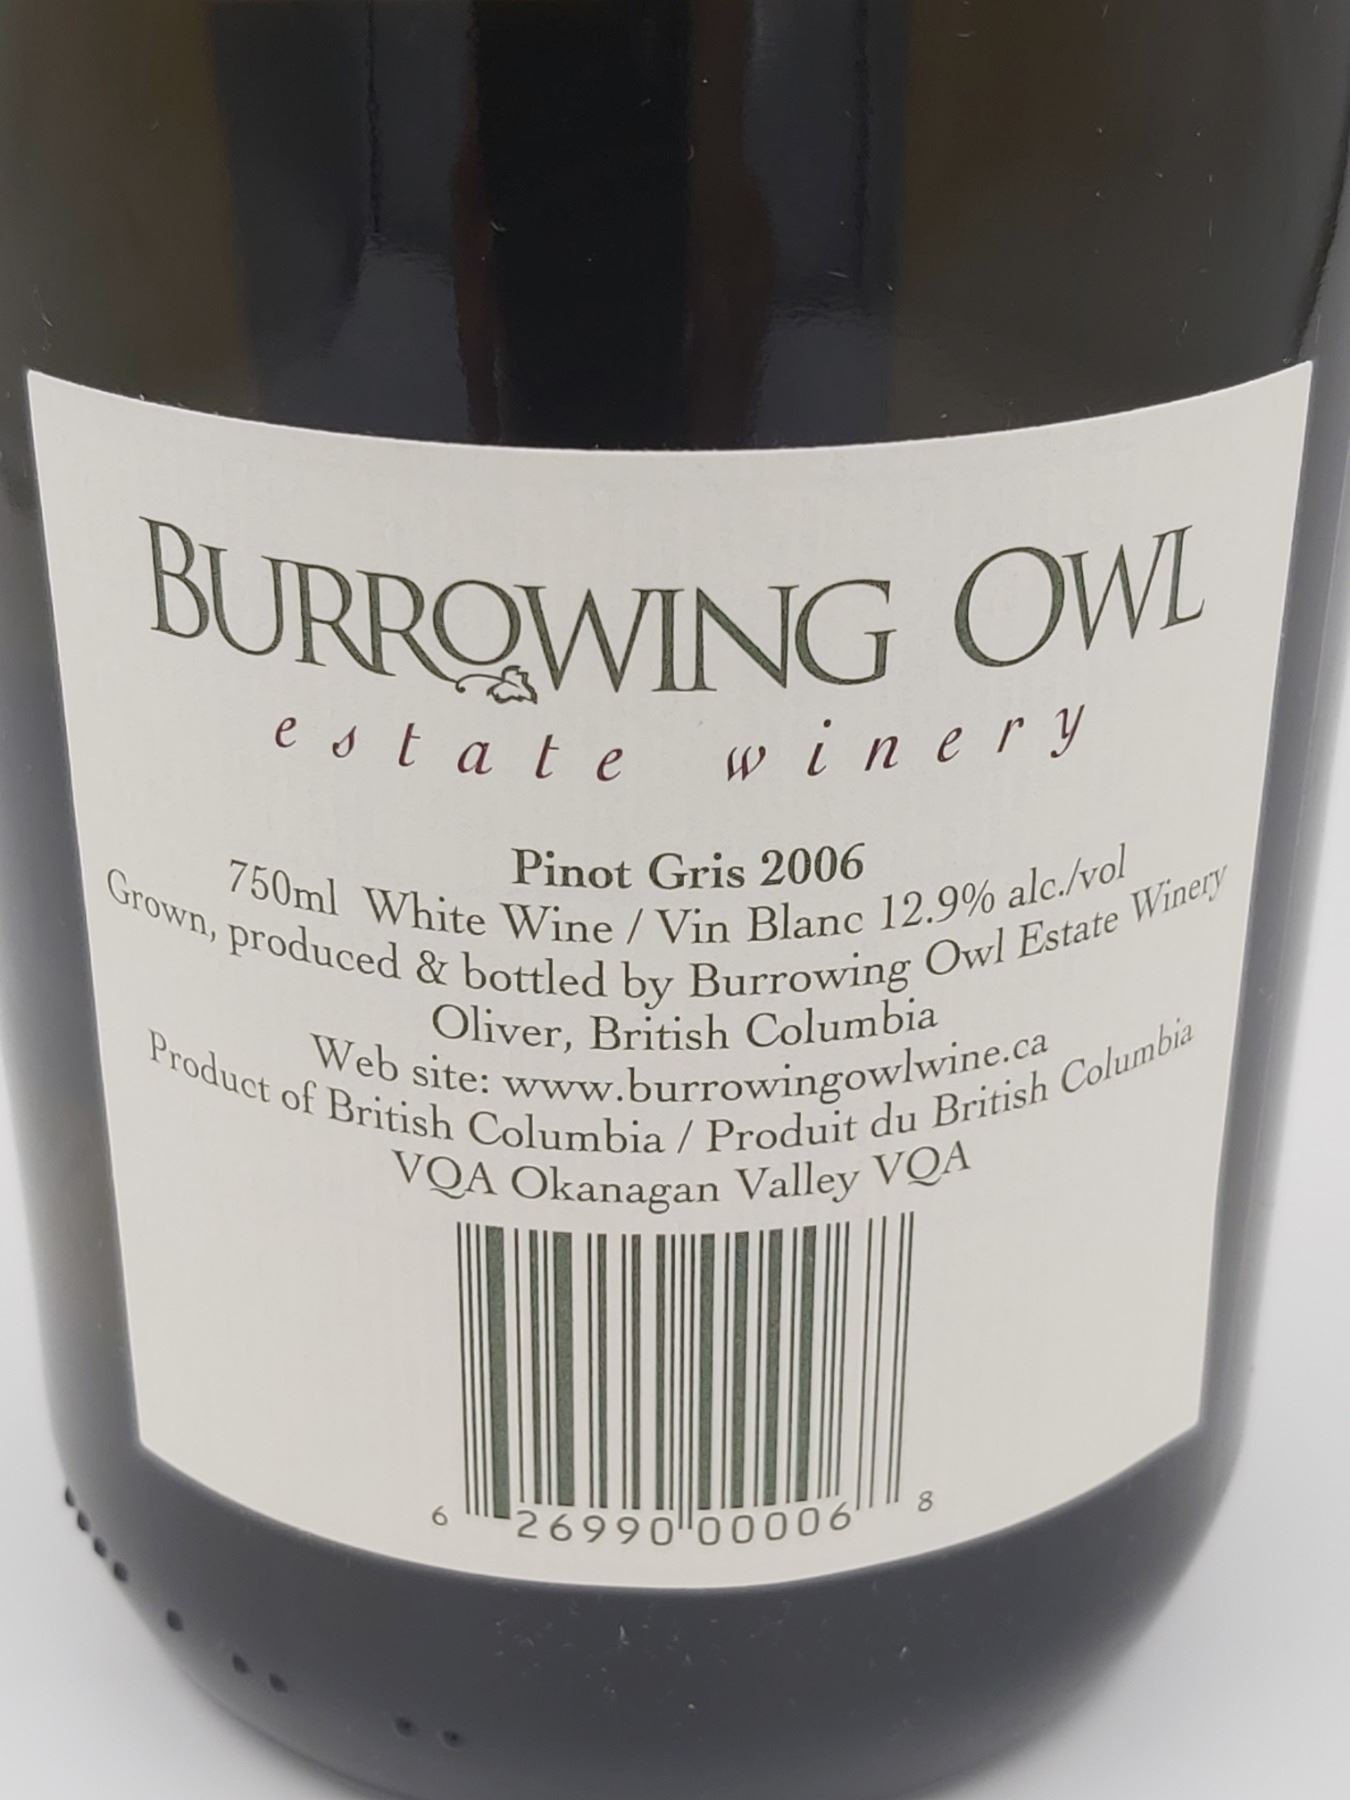 BURROWING OWL
estate winery
Pinot Gris 2006
750ml White Wine / Vin Blanc 12.9% alc./vol
Grown, produced & bottled by Burrowing Owl Estate Winery
Oliver, British Columbia
Web site: www.burrowingowlwine.ca
Product of British Columbia / Produit du British Columbia
VQA Okanagan Valley VQA
6 26990 00006 8